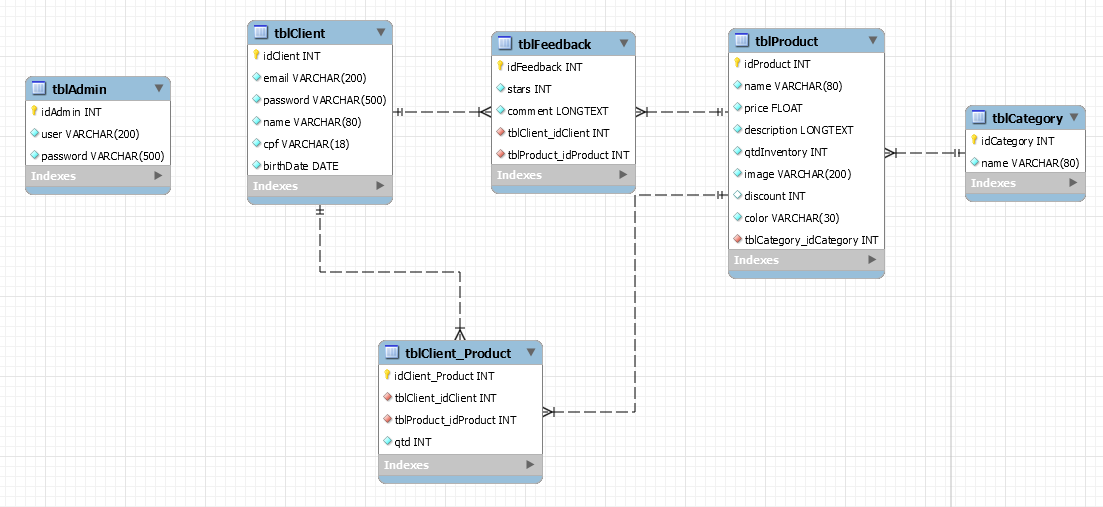 tblAdmin
idAdmin INT
user VARCHAR(200)
password VARCHAR(500)
Indexes
tblClient
idClient INT
email VARCHAR(200)
password VARCHAR(500)
name VARCHAR(80)
cpf VARCHAR(18)
birthDate DATE
Indexes
tblFeedback
idFeedback INT
stars INT
comment LONGTEXT
tblClient_idClient INT
tblProduct_idProduct INT
Indexes
tblProduct
idProduct INT
name VARCHAR(80)
price FLOAT
description LONGTEXT
qtdInventory INT
image VARCHAR(200)
discount INT
color VARCHAR(30)
tblCategory_idCategory INT
Indexes
tblCategory
idCategory INT
name VARCHAR(80)
Indexes
tblClient_Product
idClient_Product INT
tblClient_idClient INT
tblProduct_idProduct INT
qtd INT
Indexes